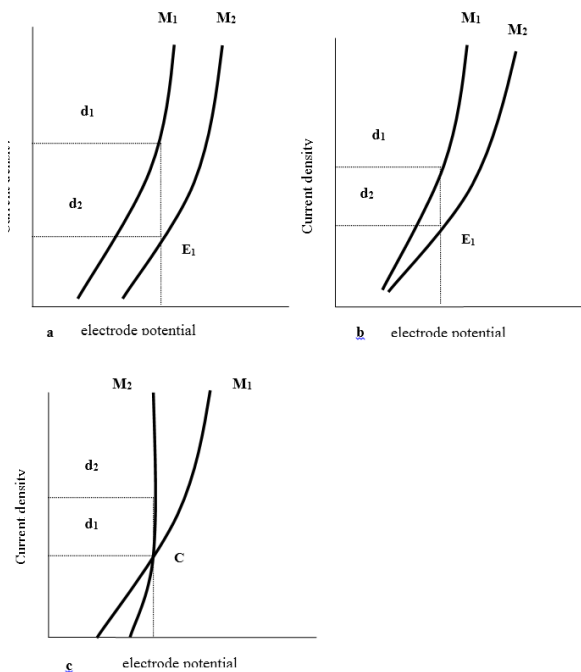 M1 M2
d1
d2
E1
a electrode potential
M1 M2
d1
d2
E1
Current density
b electrode potential
M2 M1
d2
d1
C
Current density
c electrode potential